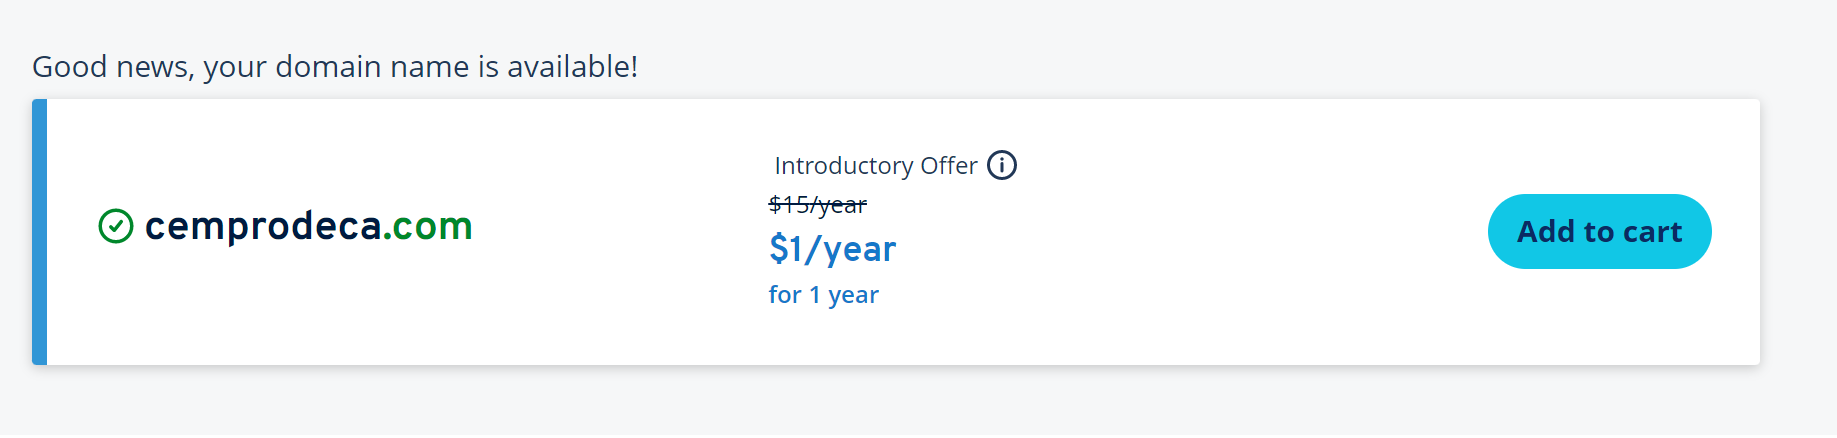 Good news, your domain name is available!
Introductory Offer
$15/year
cemprodeca.com
$1/year
for 1 year
Add to cart